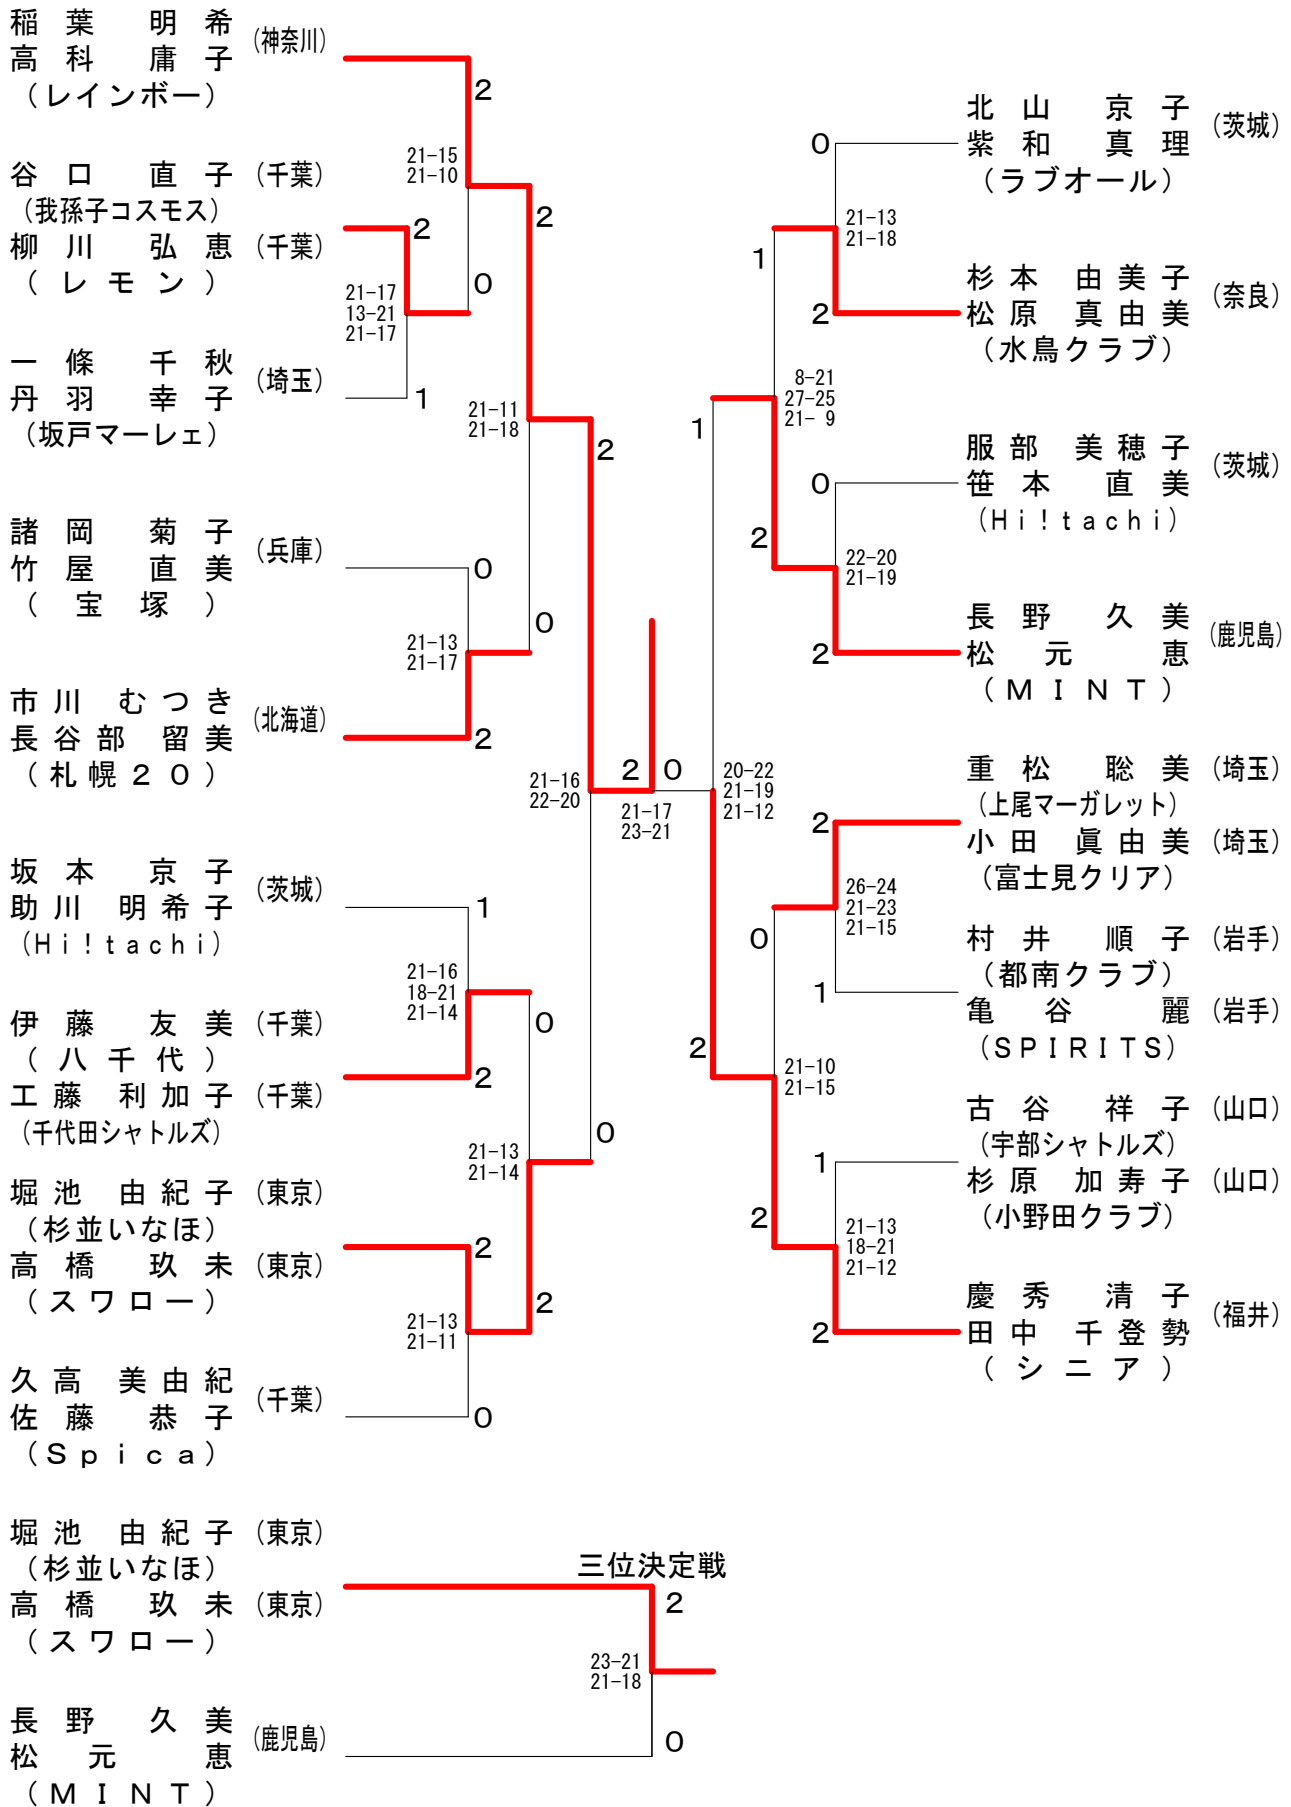 稲葉 明希
高科 庸子
(神奈川)
(レインボー)
谷口 直子 (千葉)
(我孫子コスモス)
柳川 弘恵 (千葉)
(レモン)
一條 千秋
丹羽 幸子
(埼玉)
(坂戸マーレェ)
諸岡 菊子
竹屋 直美
(兵庫)
(宝塚)
市川 むつき
長谷部 留美
(北海道)
(札幌20)
坂本 京子
助川 明希子
(茨城)
(Hi!tachi)
伊藤 友美 (千葉)
(八千代)
工藤 利加子 (千葉)
(千代田シャトルズ)
堀池 由紀子 (東京)
(杉並いなほ)
高橋 玖未 (東京)
(スワロー)
久高 美由紀
佐藤 恭子
(千葉)
(Spica)
2
21-15
21-10
0
2
21-17
13-21
21-17
1
2
21-11
21-18
0
0
21-13
21-17
2
2
21-16
22-20
0
1
21-16
18-21
21-14
2
0
21-13
21-14
2
2
21-13
21-11
0
2 0
21-17
23-21
北山 京子
紫和 真理
(茨城)
(ラブオール)
杉本 由美子
松原 真由美
(奈良)
(水鳥クラブ)
服部 美穂子
笹本 直美
(茨城)
(Hi!tachi)
長野 久美
松元 恵
(鹿児島)
(MINT)
重松 聡美 (埼玉)
(上尾マーガレット)
小田 眞由美 (埼玉)
(富士見クリア)
村井 順子 (岩手)
(都南クラブ)
亀谷 麗 (岩手)
(SPIRITS)
古谷 祥子 (山口)
(宇部シャトルズ)
杉原 加寿子 (山口)
(小野田クラブ)
慶秀 清子
田中 千登勢
(福井)
(シニア)
0
21-13
21-18
2
1
8-21
27-25
21- 9
2
0
22-20
21-19
2
1
20-22
21-19
21-12
2
2
26-24
21-23
21-15
1
0
21-10
21-15
2
1
21-13
18-21
21-12
2
三位決定戦
堀池 由紀子 (東京)
(杉並いなほ)
高橋 玖未 (東京)
(スワロー)
2
23-21
21-18
0
長野 久美
松元 恵
(鹿児島)
(MINT)